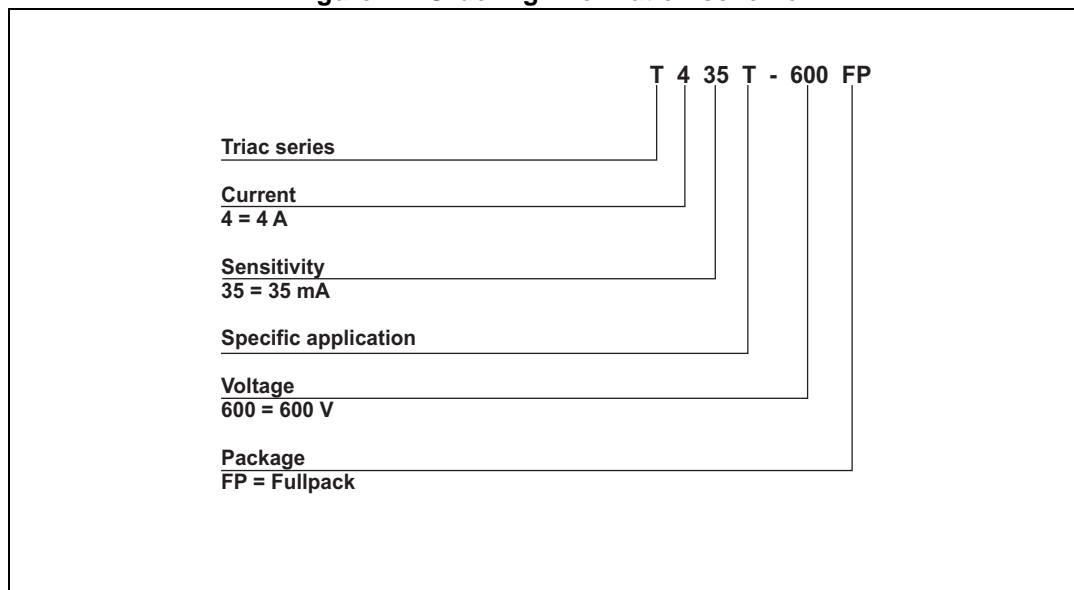 T 4 35 T - 600 FP
Triac series
Current
4 = 4 A
Sensitivity
35 = 35 mA
Specific application
Voltage
600 = 600 V
Package
FP = Fullpack